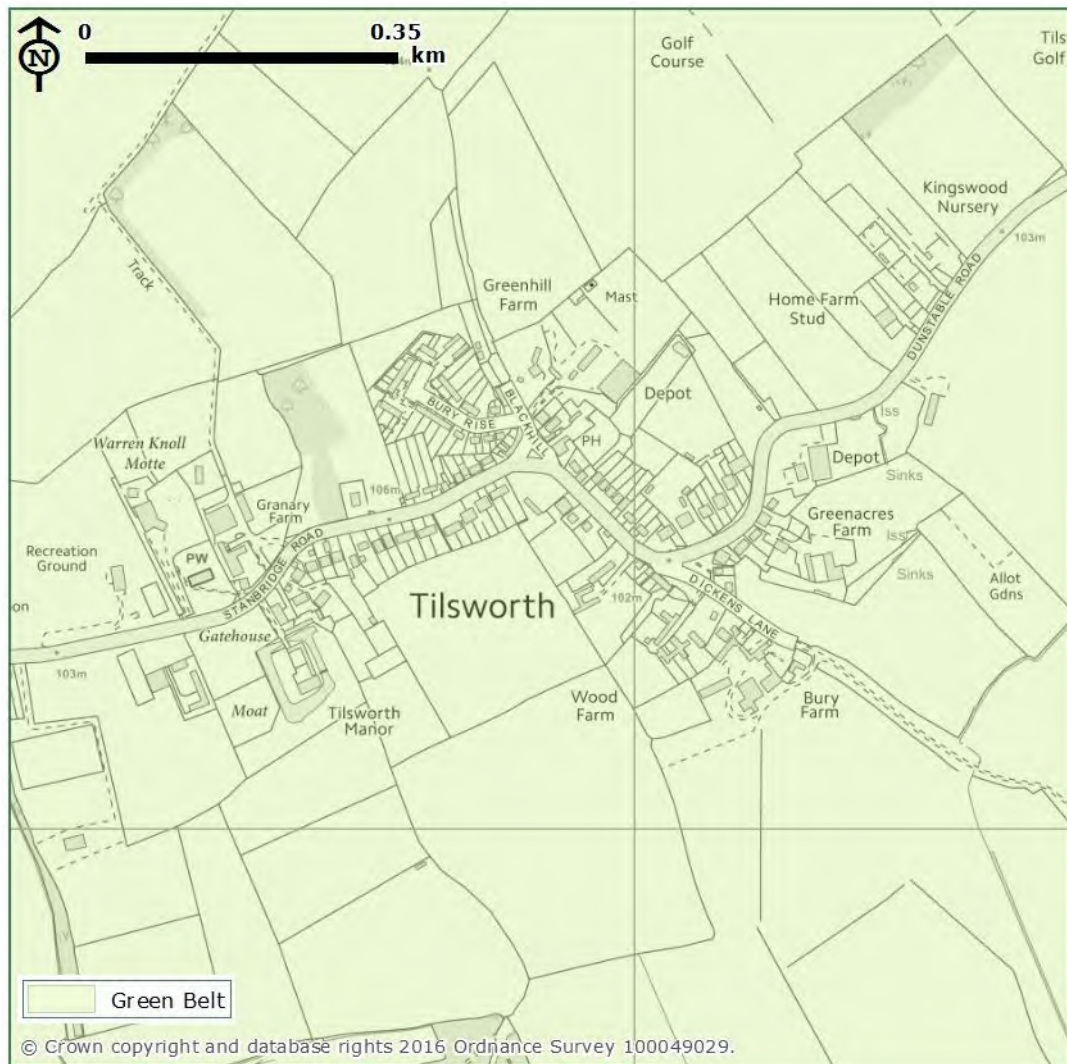 0 0.35
km
N
Golf
Course
Tils
Golf
Kingswood
Nursery
103m
Track
Greenhill
Farm
Mast
Home Farm
Stud
DUNSTABLE ROAD
Depot
BURY RISE
BLACKHILL
PH
Iss
Warren Knoll
Motte
106m
Depot
Sinks
Granary
Farm
Greenacres
Farm
Iss
Recreation
Ground
PW
STANBRIDGE ROAD
Sinks
Allot
Gdns
on
Tilsworth
102m
DICKENS LANE
Gatehouse
103m
Moat
Tilsworth
Manor
Wood
Farm
Bury
Farm
Green Belt
© Crown copyright and database rights 2016 Ordnance Survey 100049029.